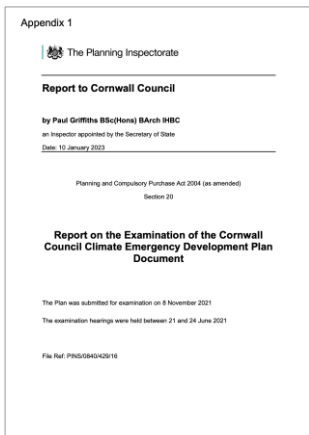 Appendix 1
The Planning Inspectorate
Report to Cornwall Council
by Paul Griffiths BSc(Hons) BArch IHBC
an Inspector appointed by the Secretary of State
Date: 10 January 2023
Planning and Compulsory Purchase Act 2004 (as amended)
Section 20
Report on the Examination of the Cornwall
Council Climate Emergency Development Plan
Document
The Plan was submitted for examination on 8 November 2021
The examination hearings were held between 21 and 24 June 2021
File Ref: PINS/0840/429/16